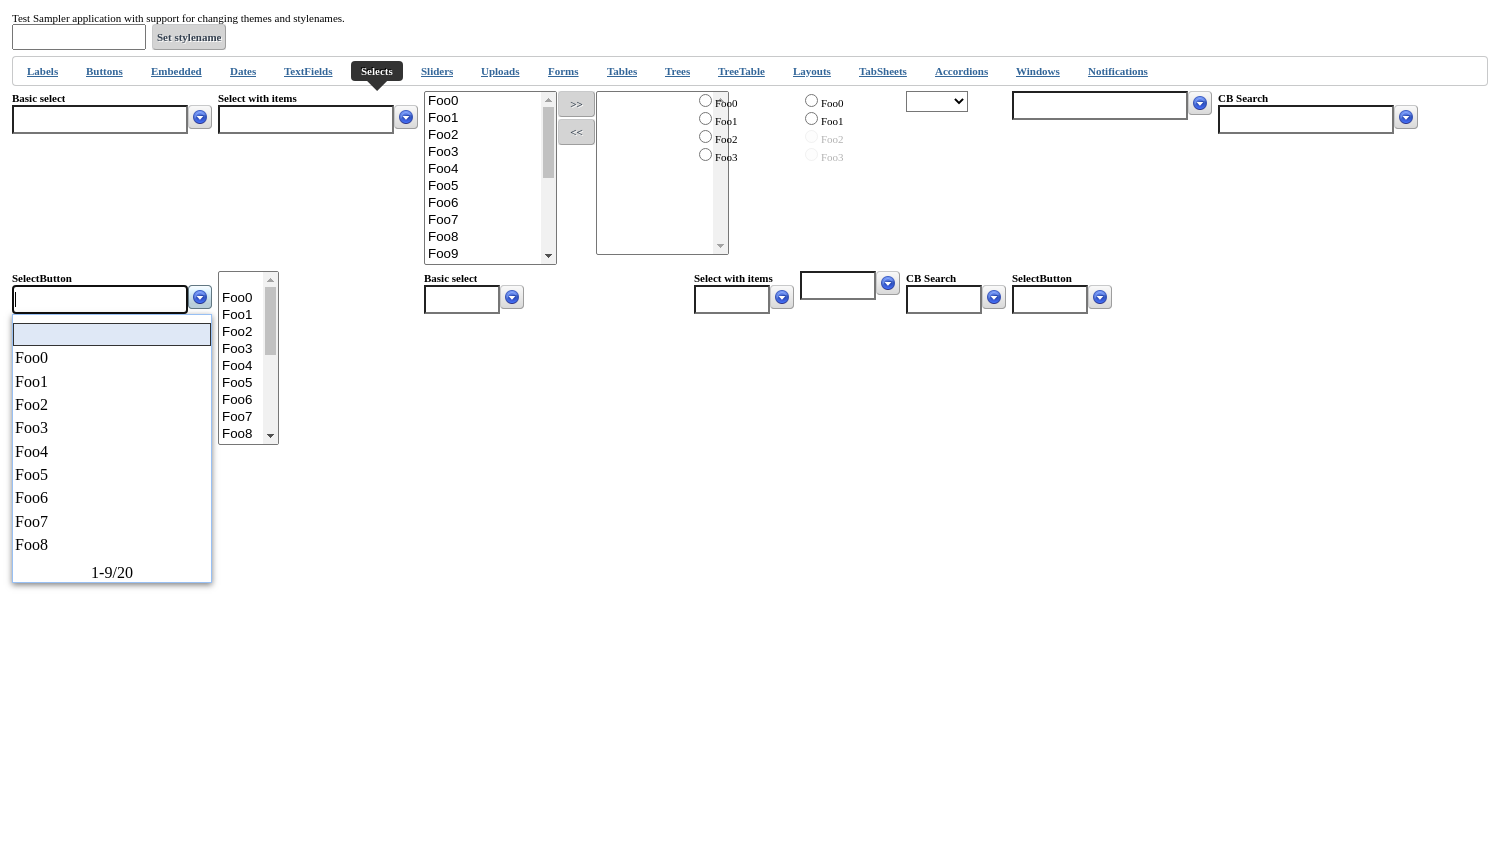 Test Sampler application with support for changing themes and stylenames.
Set stylename
Labels Buttons Embedded Dates TextFields Selects Sliders Uploads Forms Tables Trees TreeTable Layouts TabSheets Accordions Windows Notifications
Basic select
Select with items
Foo0
Foo1
Foo2
Foo3
Foo4
Foo5
Foo6
Foo7
Foo8
Foo9
>>
<<
Foo0
Foo1
Foo2
Foo3
Foo0
Foo1
Foo2
Foo3
CB Search
SelectButton
Foo0
Foo1
Foo2
Foo3
Foo4
Foo5
Foo6
Foo7
Foo8
1-9/20
Foo0
Foo1
Foo2
Foo3
Foo4
Foo5
Foo6
Foo7
Foo8
Basic select
Select with items
CB Search
SelectButton